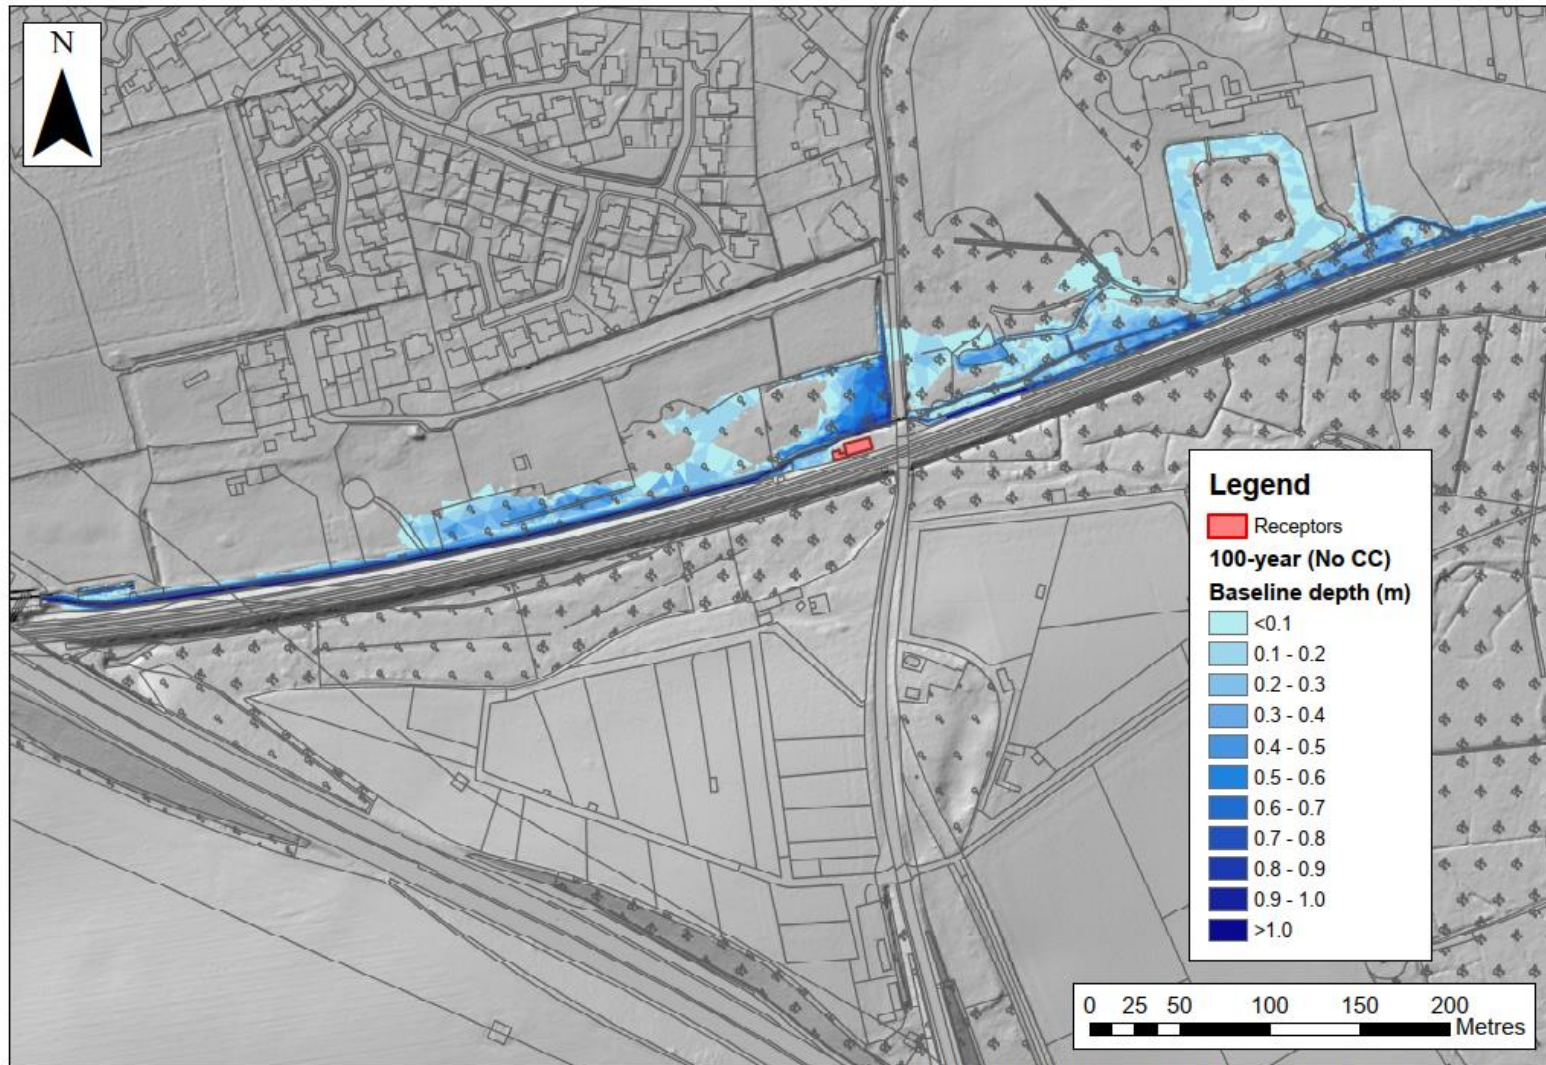 N
Legend
Receptors
100-year (No CC)
Baseline depth (m)
<0.1
0.1 - 0.2
0.2 - 0.3
0.3 - 0.4
0.4 - 0.5
0.5 - 0.6
0.6 - 0.7
0.7 - 0.8
0.8 - 0.9
0.9 - 1.0
>1.0
0 25 50 100 150 200
Metres